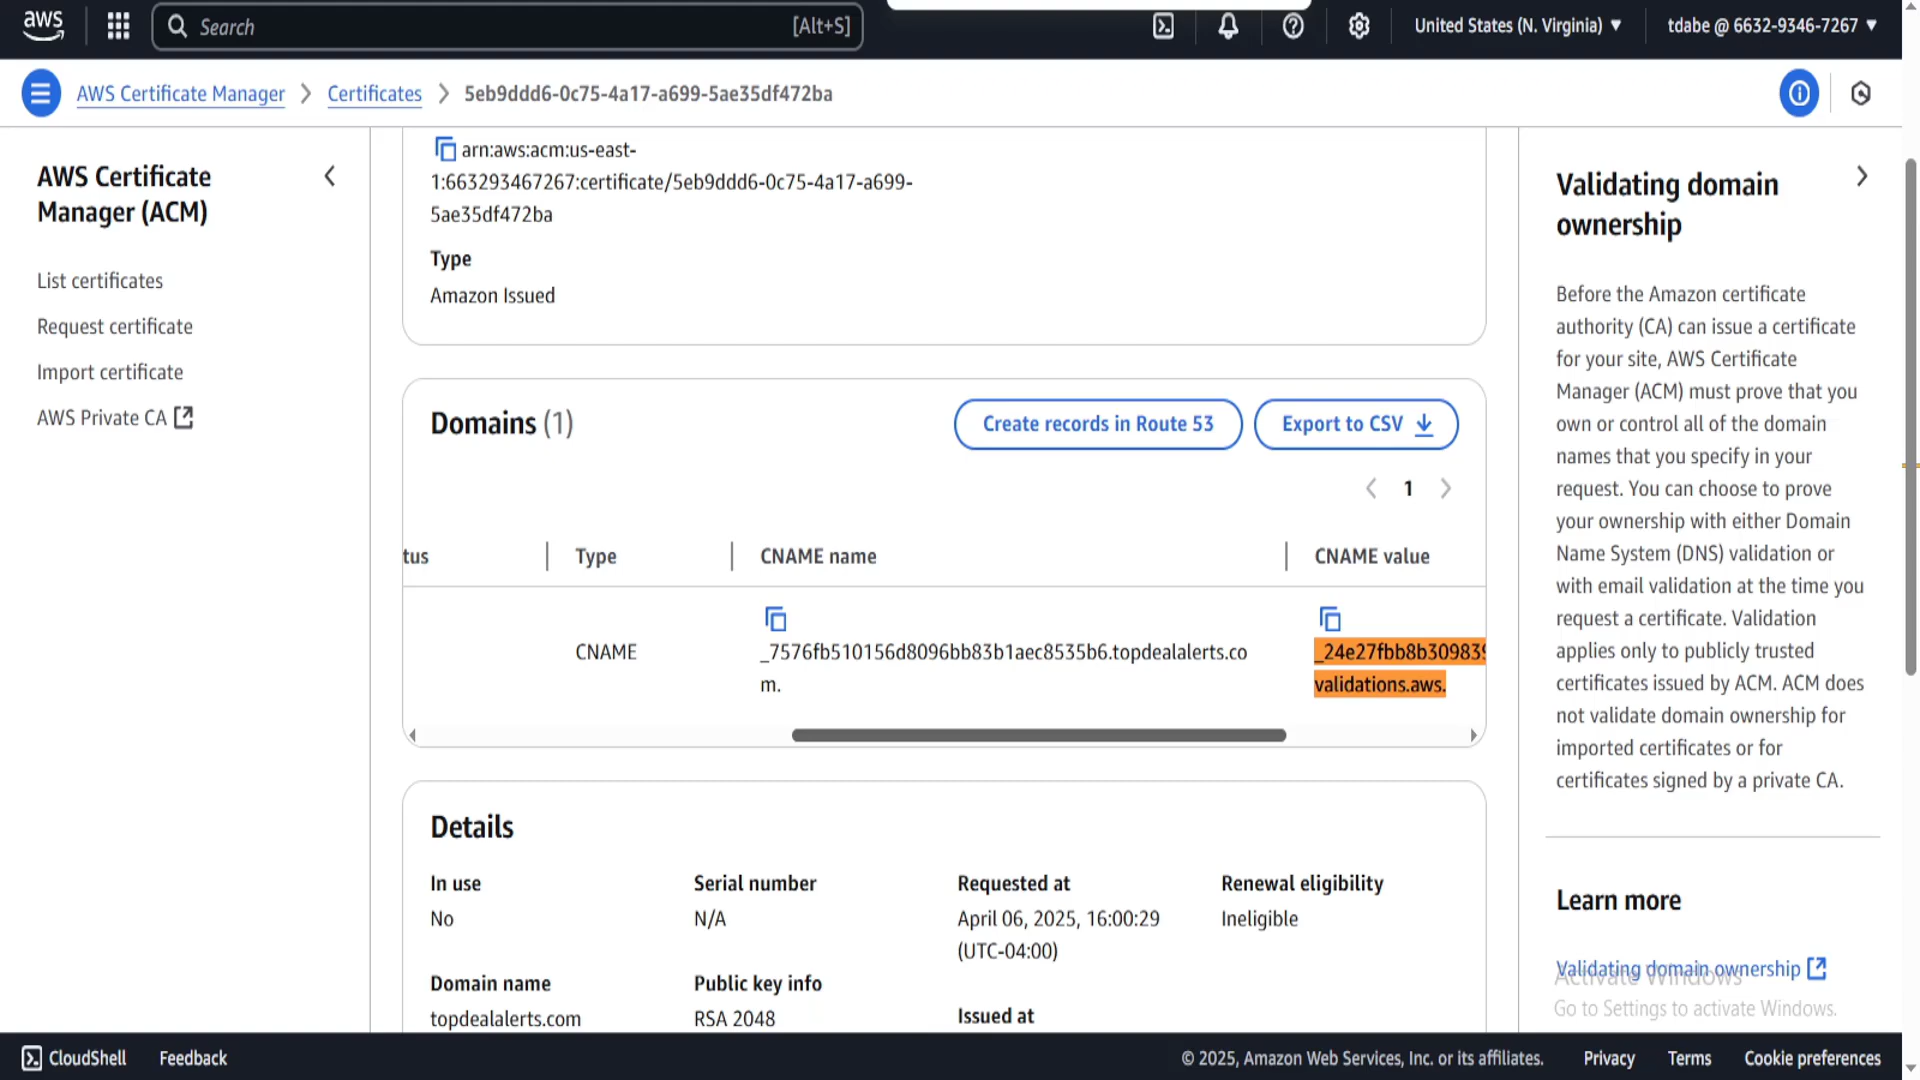 aws
Search
[Alt+S]
United States (N. Virginia) ▼
tdabe @ 6632-9346-7267 ▼
AWS Certificate Manager > Certificates > 5eb9ddd6-0c75-4a17-a699-5ae35df472ba
AWS Certificate
Manager (ACM)
List certificates
Request certificate
Import certificate
AWS Private CA
arn:aws:acm:us-east-
1:663293467267:certificate/5eb9ddd6-0c75-4a17-a699-
5ae35df472ba
Type
Amazon Issued
Domains (1)
Create records in Route 53
Export to CSV
1
tus
Type
CNAME name
CNAME value
CNAME
_7576fb510156d8096bb83b1aec8535b6.topdealalerts.co
m.
_24e27fbb8b309839
validations.aws.
Details
In use
No
Serial number
N/A
Requested at
April 06, 2025, 16:00:29
(UTC-04:00)
Renewal eligibility
Ineligible
Domain name
topdealalerts.com
Public key info
RSA 2048
Issued at
Validating domain
ownership
Before the Amazon certificate
authority (CA) can issue a certificate
for your site, AWS Certificate
Manager (ACM) must prove that you
own or control all of the domain
names that you specify in your
request. You can choose to prove
your ownership with either Domain
Name System (DNS) validation or
with email validation at the time you
request a certificate. Validation
applies only to publicly trusted
certificates issued by ACM. ACM does
not validate domain ownership for
imported certificates or for
certificates signed by a private CA.
Learn more
Validating domain ownership
Activate Windows
Go to Settings to activate Windows.
CloudShell
Feedback
© 2025, Amazon Web Services, Inc. or its affiliates.
Privacy
Terms
Cookie preferences